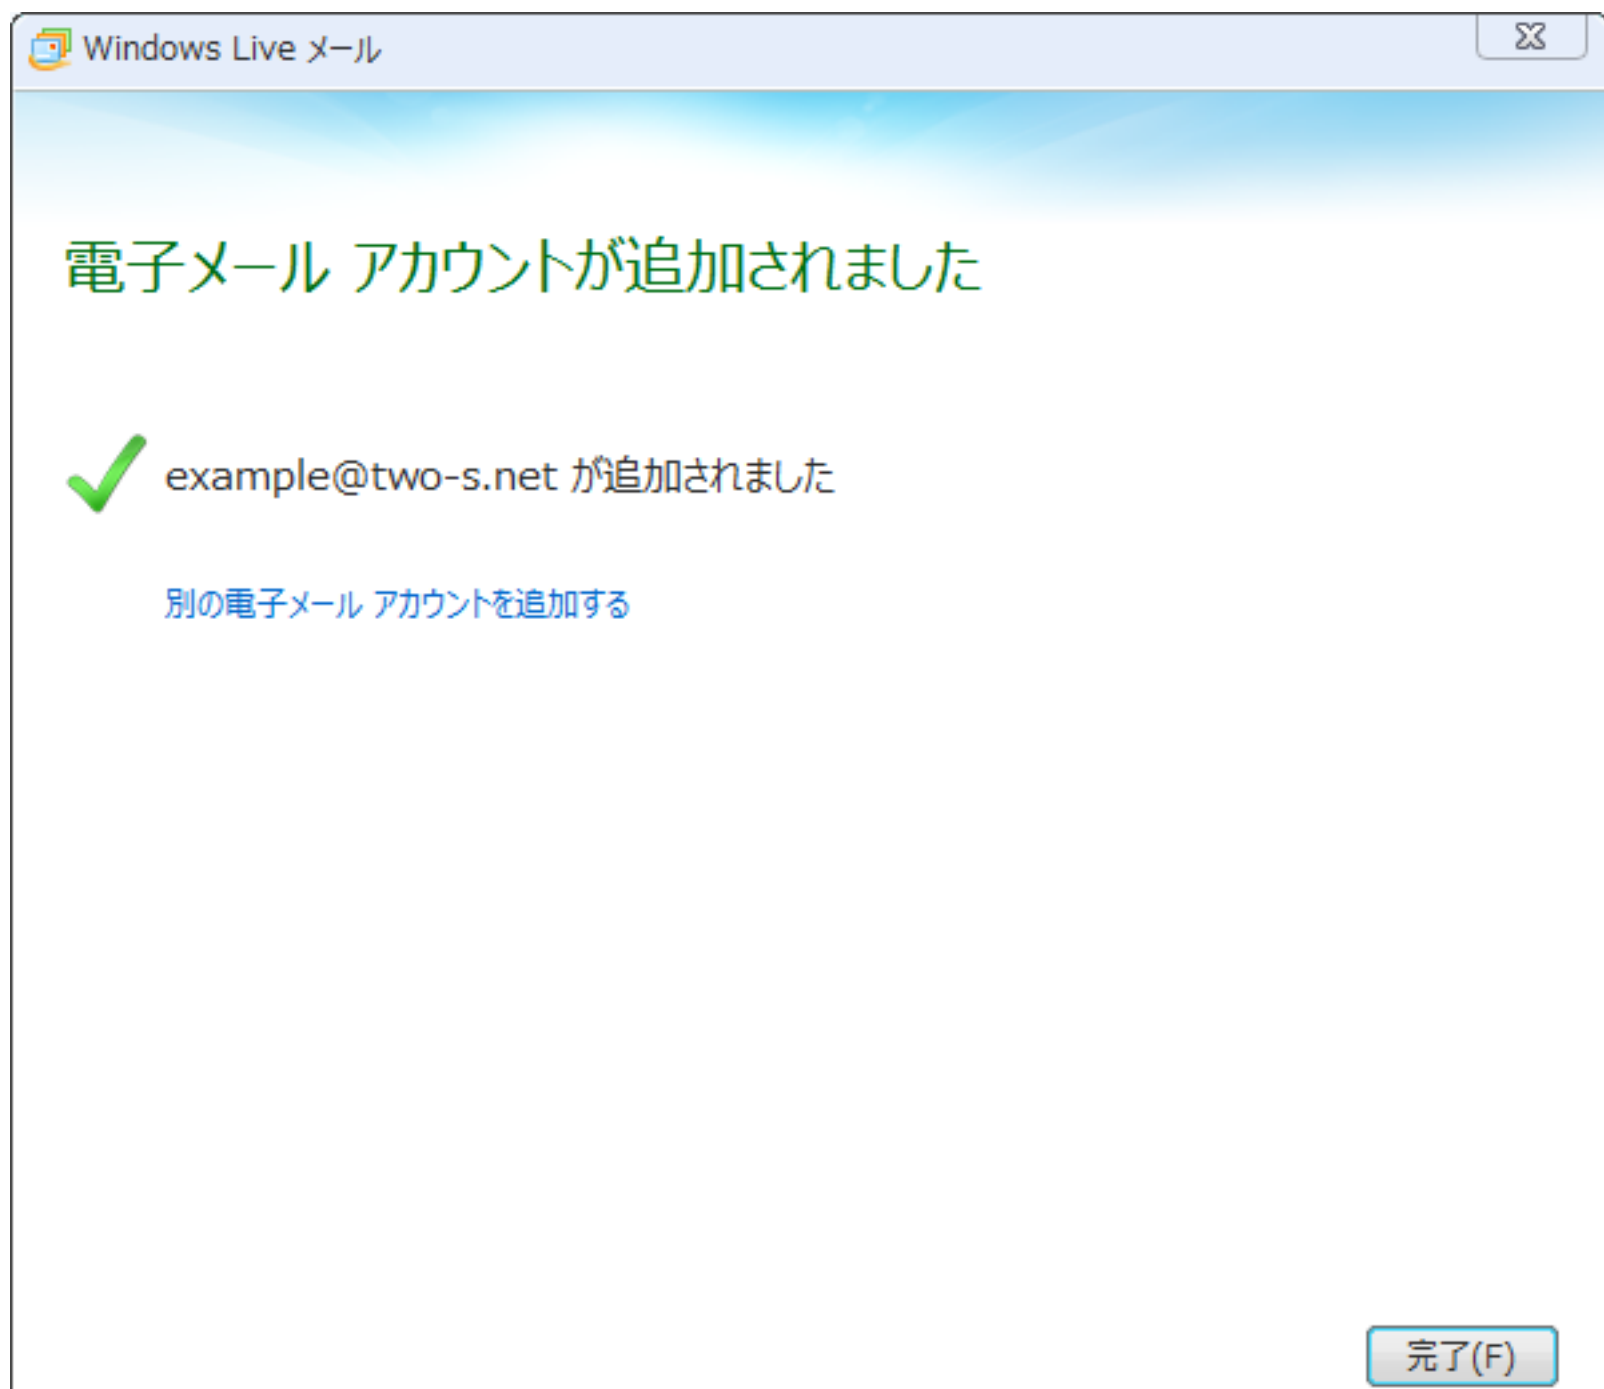 Windows Live メール
電子メール アカウントが追加されました
example@two-s.net が追加されました
別の電子メール アカウントを追加する
完了(F)